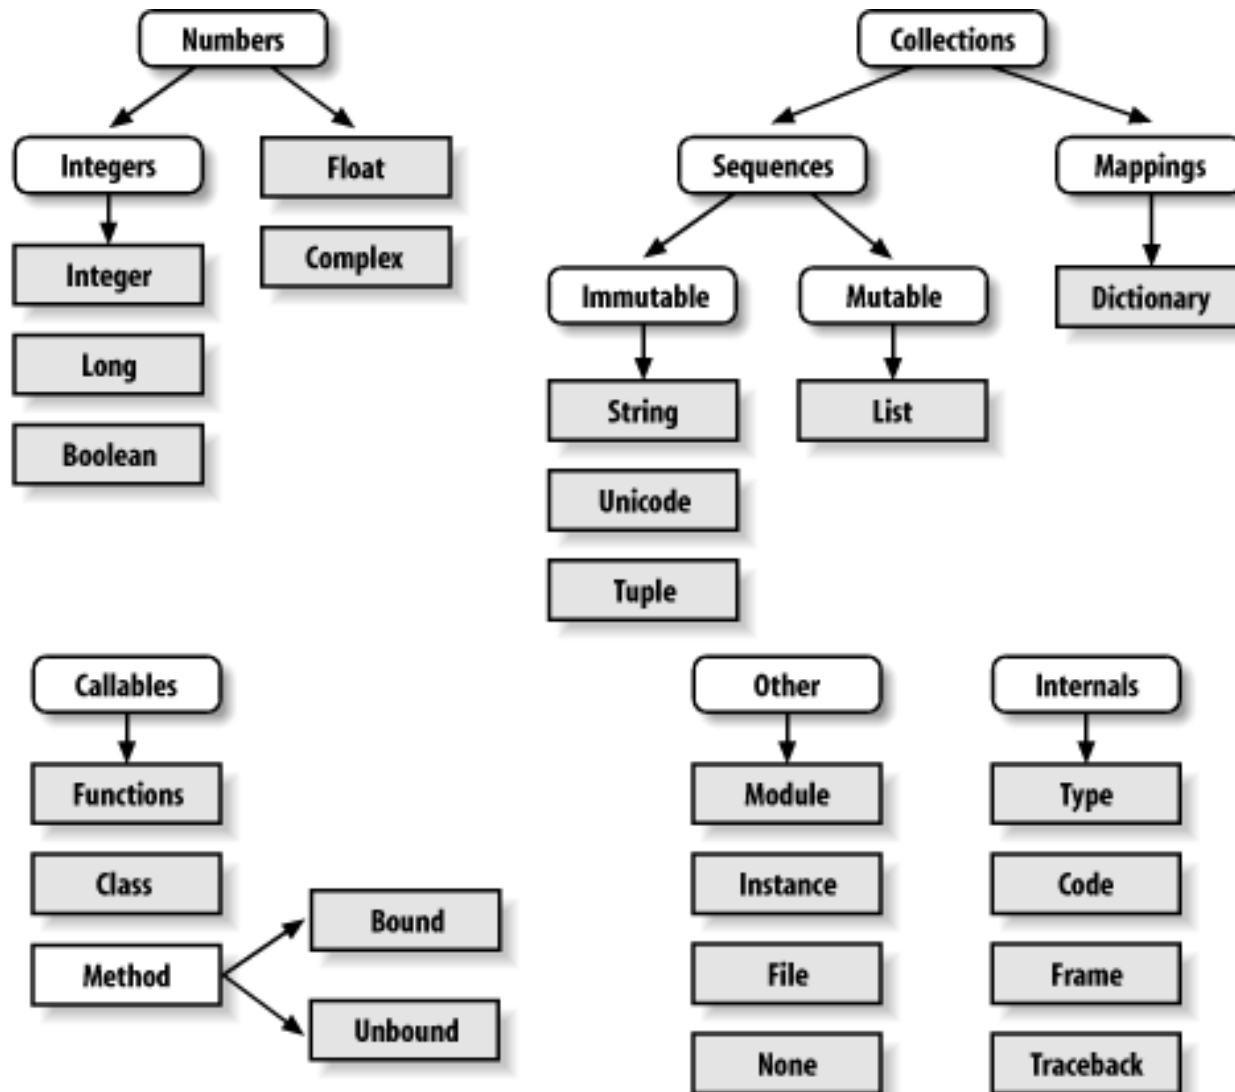 Numbers
Integers
Float
Integer
Complex
Long
Boolean
Collections
Sequences
Mappings
Immutable
Mutable
Dictionary
String
List
Unicode
Tuple
Callables
Functions
Class
Method
Bound
Unbound
Other
Module
Instance
File
None
Internals
Type
Code
Frame
Traceback